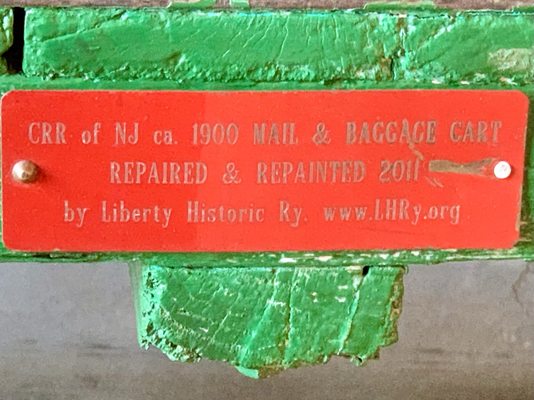 CRR of NJ ca. 1900 MAIL & BAGGAGE CART
REPAIRED & REPAINTED 2011
by Liberty Historic Ry. www.LHRy.org